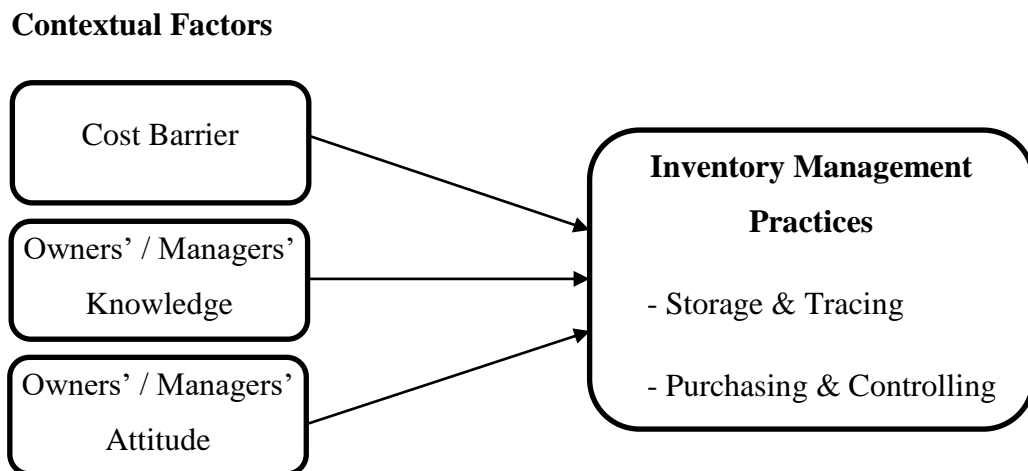 Contextual Factors
Cost Barrier
Owners’ / Managers’
Knowledge
Owners’ / Managers’
Attitude
Inventory Management
Practices
- Storage & Tracing
- Purchasing & Controlling